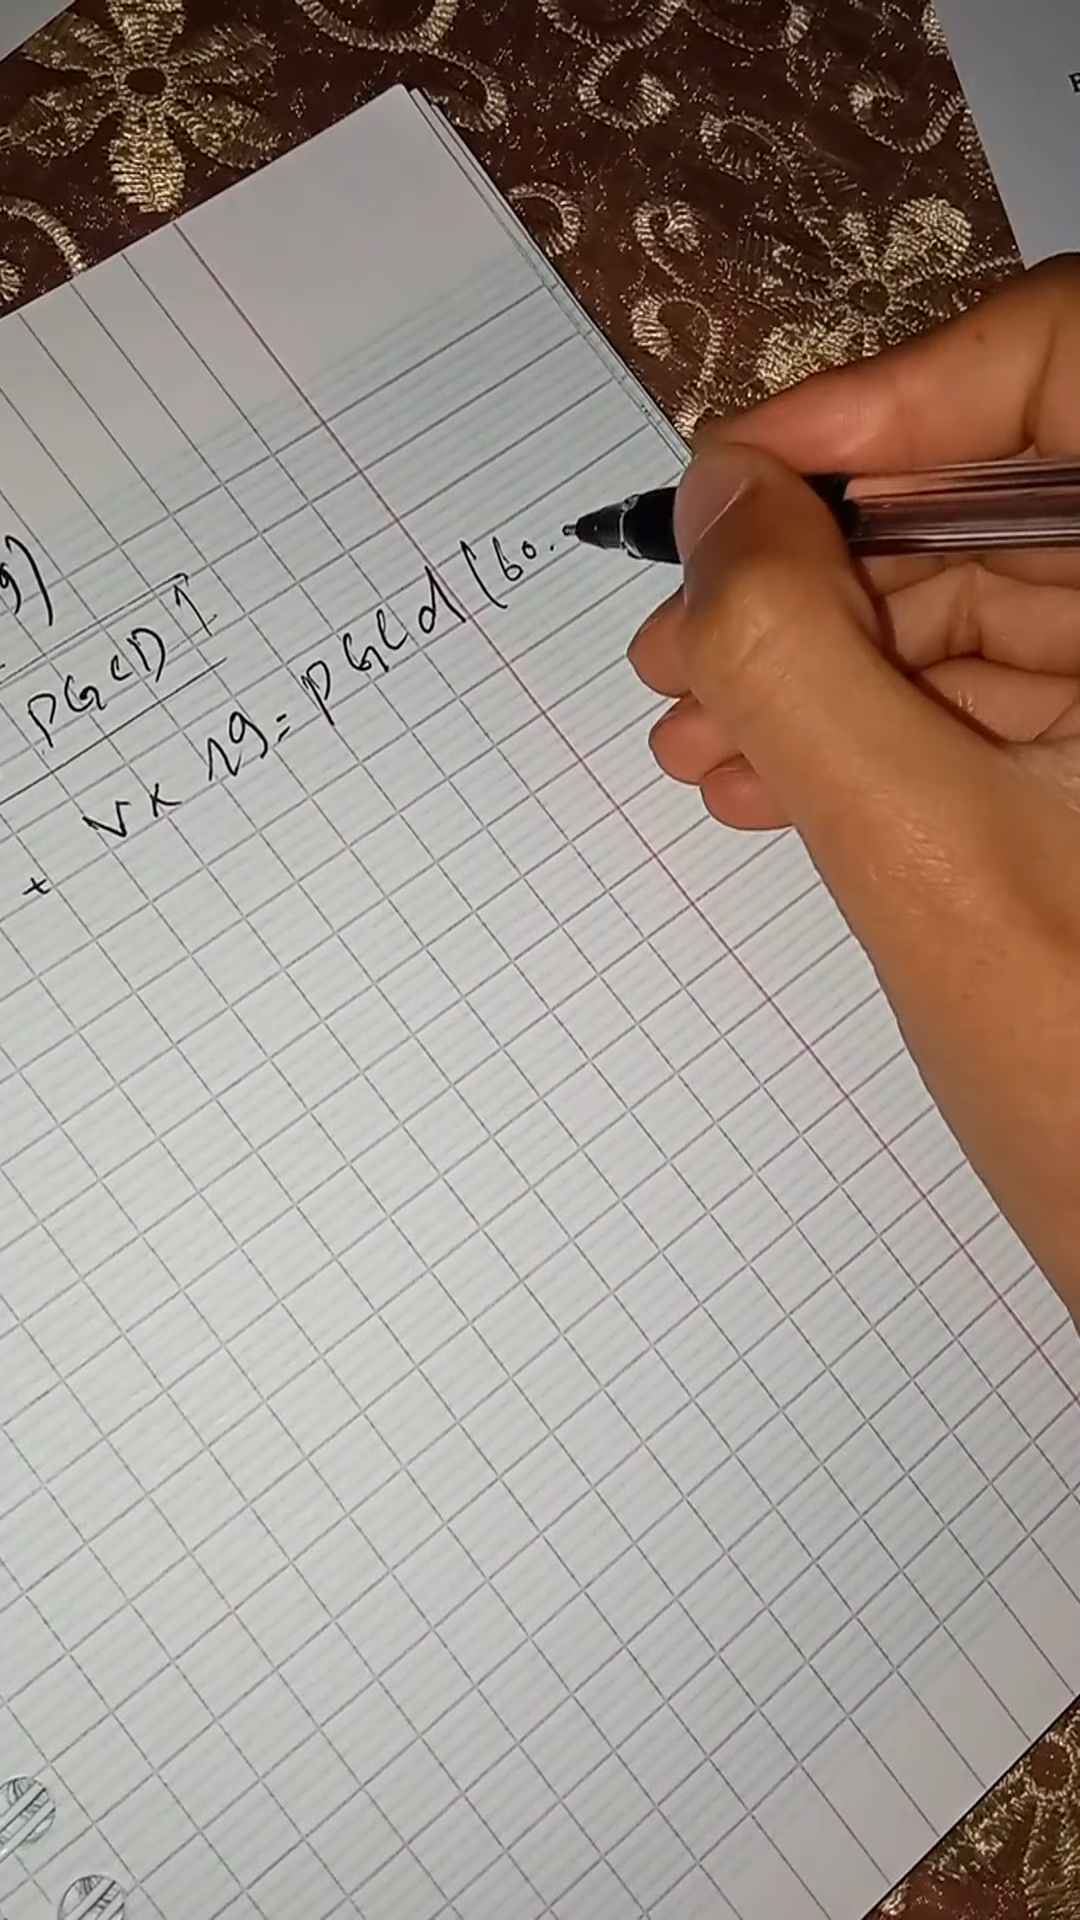 9)
PGCD 1
+ V x 19 = PGCd (60.